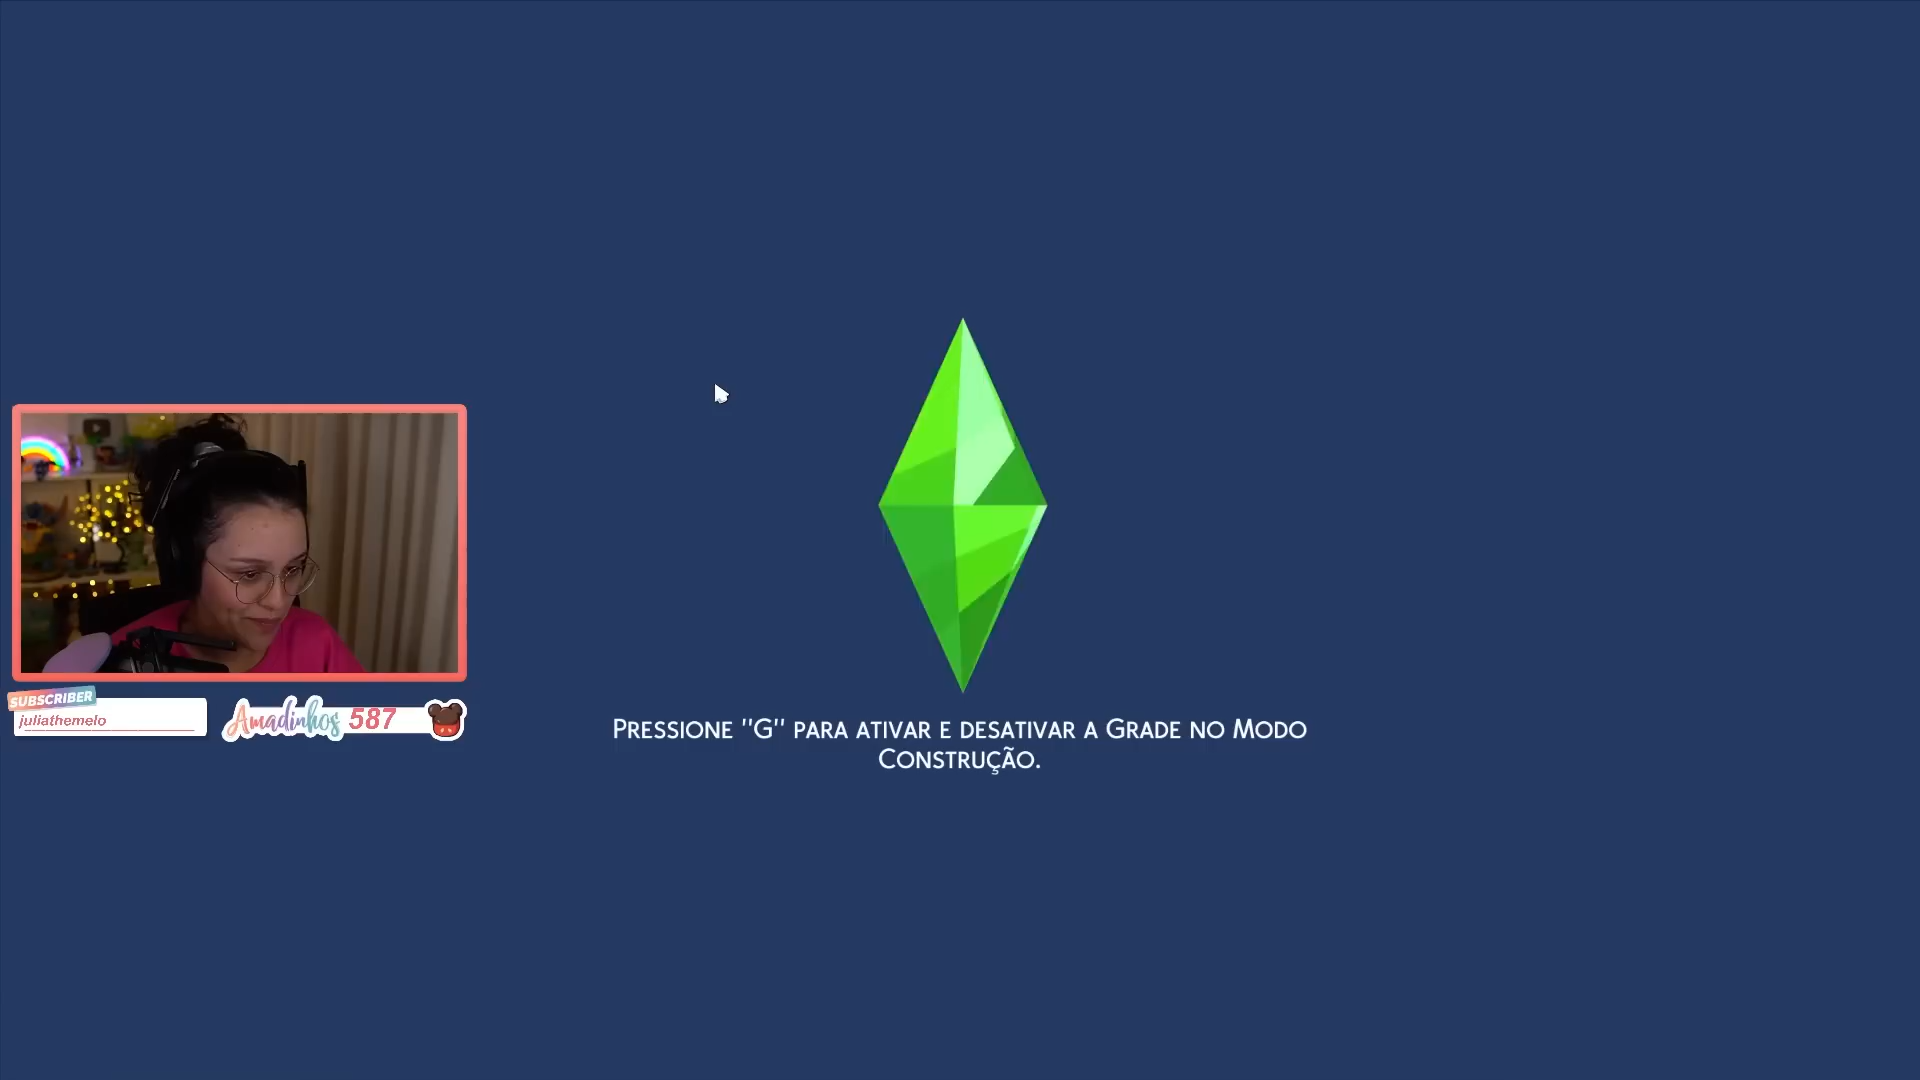 SUBSCRIBER
juliathemelo
Amadinhos 587
PRESSIONE "G" PARA ATIVAR E DESATIVAR A GRADE NO MODO
CONSTRUÇÃO.